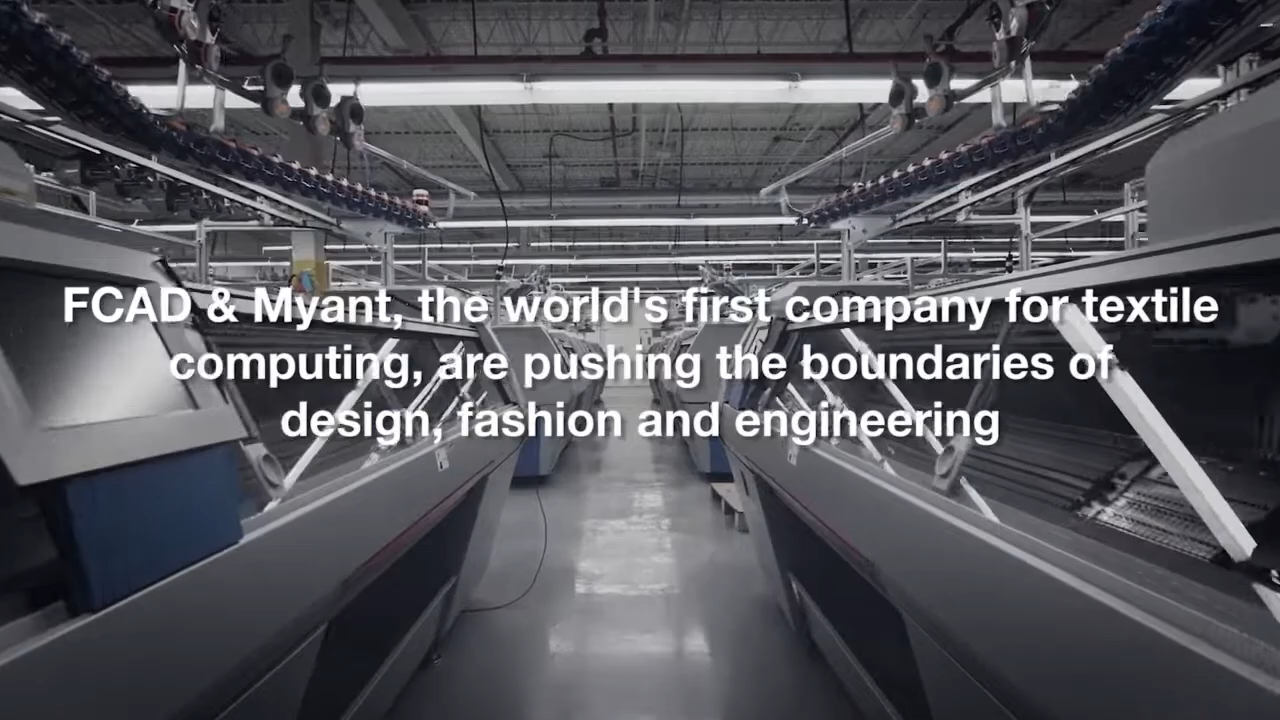 FCAD & Myant, the world's first company for textile
computing, are pushing the boundaries of
design, fashion and engineering